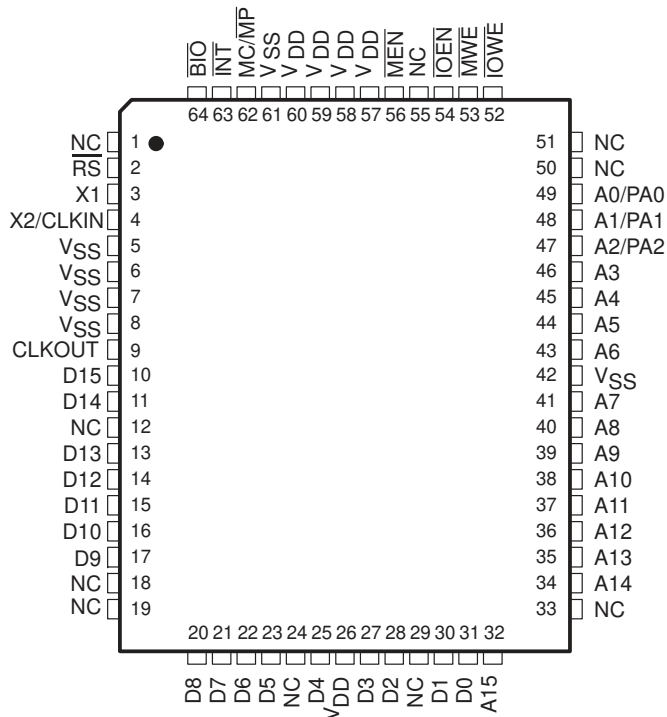 BIO INT MC/MP VSS VDD VDD VDD VDD MEN NC IOEN MWE IOWE
64 63 62 61 60 59 58 57 56 55 54 53 52
NC 1 51 NC
RS 2 50 NC
X1 3 49 A0/PA0
X2/CLKIN 4 48 A1/PA1
VSS 5 47 A2/PA2
VSS 6 46 A3
VSS 7 45 A4
VSS 8 44 A5
CLKOUT 9 43 A6
D15 10 42 VSS
D14 11 41 A7
NC 12 40 A8
D13 13 39 A9
D12 14 38 A10
D11 15 37 A11
D10 16 36 A12
D9 17 35 A13
NC 18 34 A14
NC 19 33 NC
20 21 22 23 24 25 26 27 28 29 30 31 32
D8 D7 D6 D5 NC D4 VDD D3 D2 NC D1 D0 A15